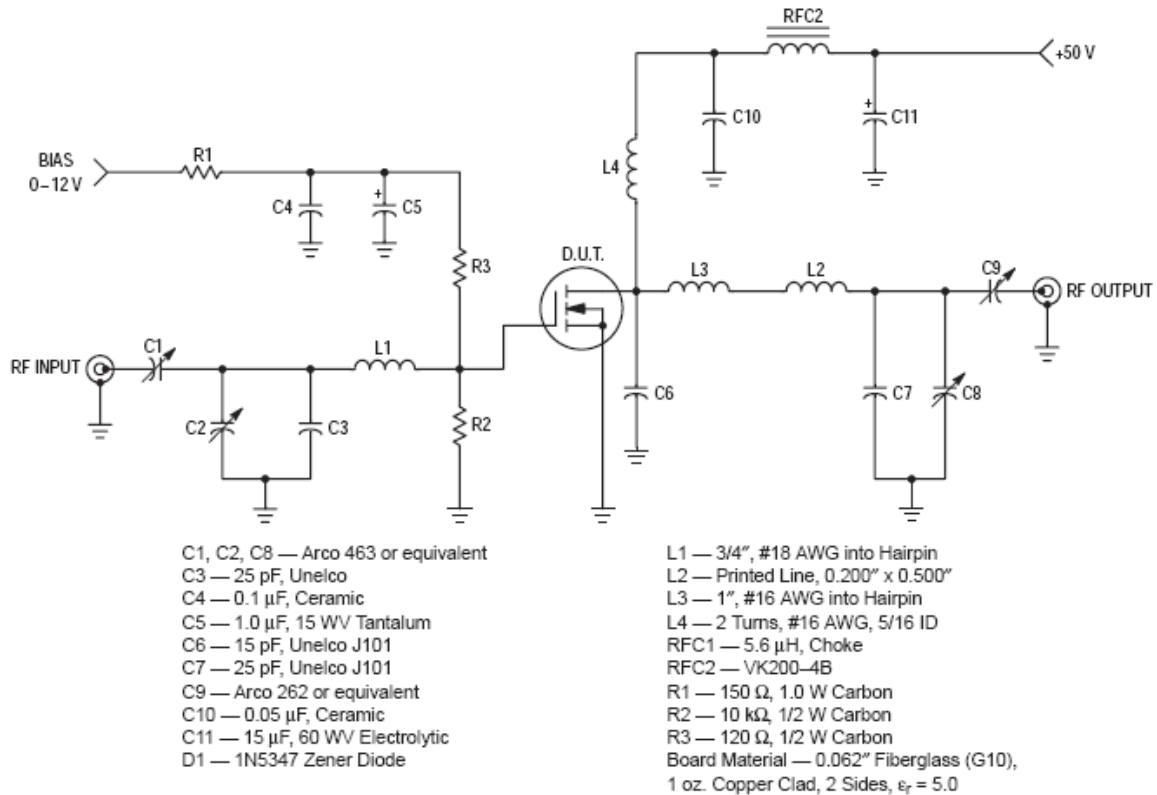 RFC2
+50 V
C10
C11
L4
R1
BIAS
0–12 V
C4
+
C5
R3
D.U.T.
L3
L2
C9
RF OUTPUT
C1
L1
RF INPUT
C2
C3
R2
C6
C7
C8
+
C1, C2, C8 — Arco 463 or equivalent
C3 — 25 pF, Unelco
C4 — 0.1 μF, Ceramic
C5 — 1.0 μF, 15 WV Tantalum
C6 — 15 pF, Unelco J101
C7 — 25 pF, Unelco J101
C9 — Arco 262 or equivalent
C10 — 0.05 μF, Ceramic
C11 — 15 μF, 60 WV Electrolytic
D1 — 1N5347 Zener Diode
L1 — 3/4″, #18 AWG into Hairpin
L2 — Printed Line, 0.200″ x 0.500″
L3 — 1″, #16 AWG into Hairpin
L4 — 2 Turns, #16 AWG, 5/16 ID
RFC1 — 5.6 μH, Choke
RFC2 — VK200–4B
R1 — 150 Ω, 1.0 W Carbon
R2 — 10 kΩ, 1/2 W Carbon
R3 — 120 Ω, 1/2 W Carbon
Board Material — 0.062″ Fiberglass (G10),
1 oz. Copper Clad, 2 Sides, εr = 5.0